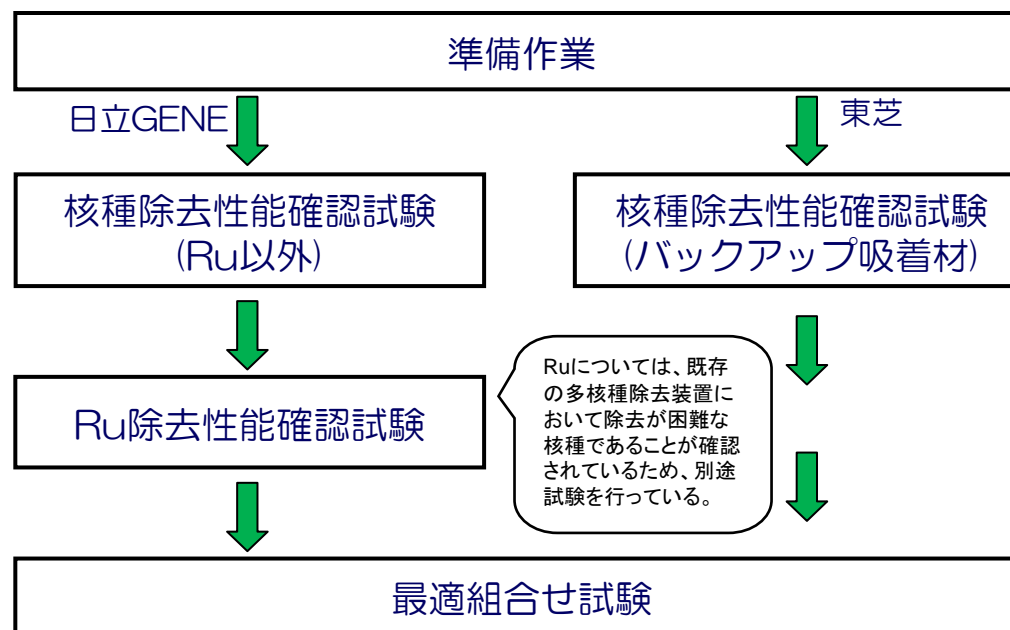 準備作業
日立GENE
東芝
核種除去性能確認試験
(Ru以外)
核種除去性能確認試験
(バックアップ吸着材)
Ruについては、既存
の多核種除去装置に
おいて除去が困難な
核種であることが確認
されているため、別途
試験を行っている。
Ru除去性能確認試験
最適組合せ試験